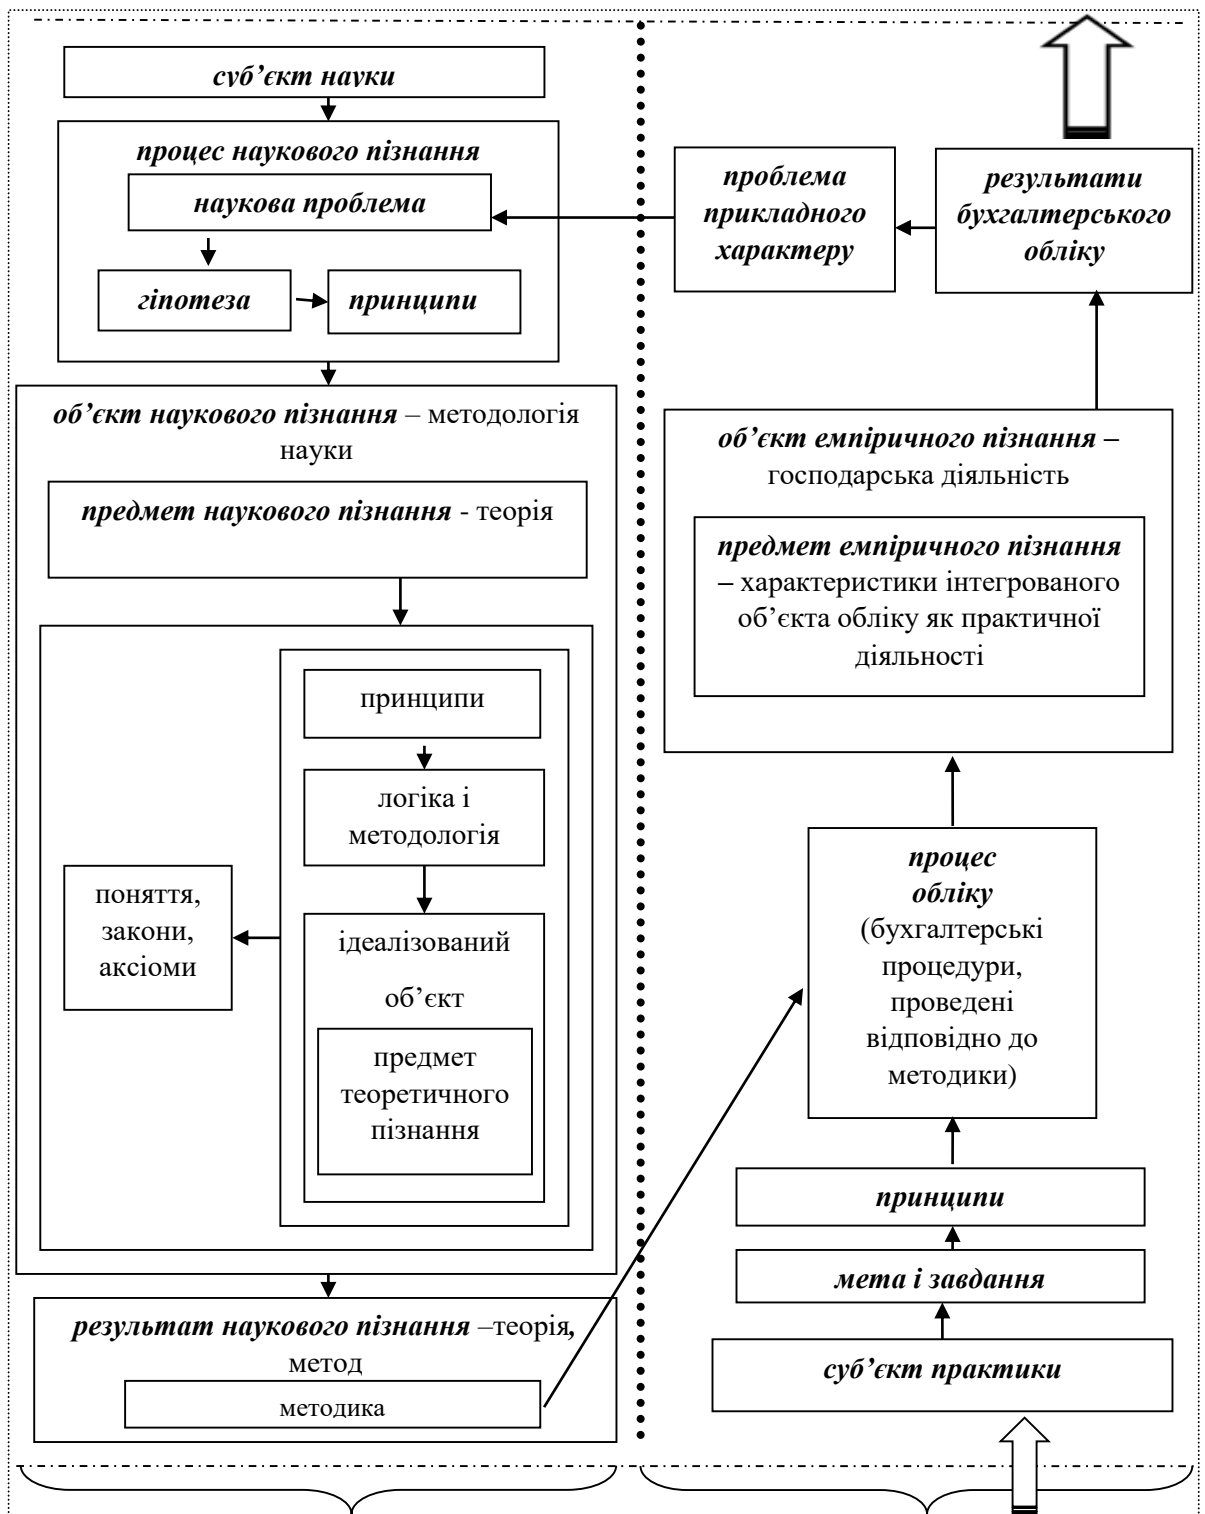 суб’єкт науки
процес наукового пізнання
наукова проблема
гіпотеза
принципи
об’єкт наукового пізнання – методологія
науки
предмет наукового пізнання - теорія
принципи
логіка і
методологія
поняття,
закони,
аксіоми
ідеалізований
об’єкт
предмет
теоретичного
пізнання
результат наукового пізнання –теорія,
метод
методика
проблема
прикладного
характеру
результати
бухгалтерського
обліку
об’єкт емпіричного пізнання –
господарська діяльність
предмет емпіричного пізнання
– характеристики інтегрованого
об’єкта обліку як практичної
діяльності
процес
обліку
(бухгалтерські
процедури,
проведені
відповідно до
методики)
принципи
мета і завдання
суб’єкт практики